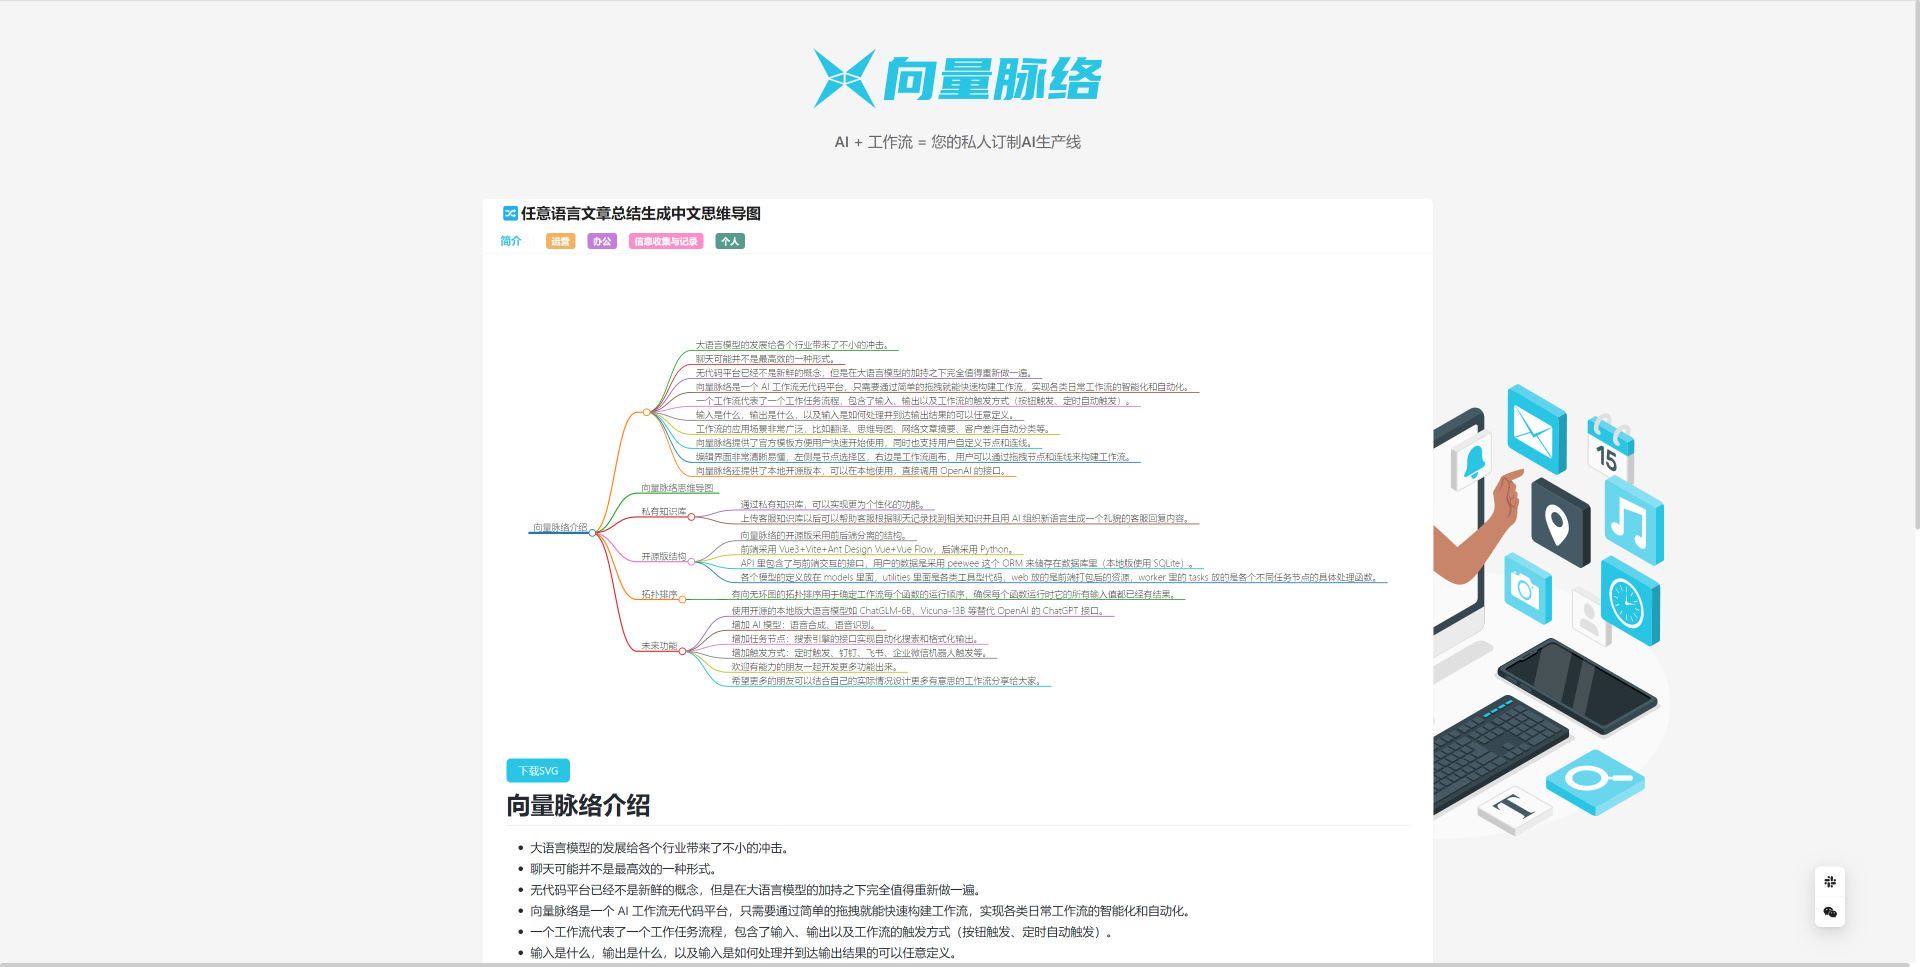 向量脉络
AI + 工作流 = 您的私人订制AI生产线
任意语言文章总结生成中文思维导图
简介 运营 办公 信息收集与记录 个人
大语言模型的发展给各个行业带来了不小的冲击。
聊天可能并不是最高效的一种形式。
无代码平台已经不是新鲜的概念，但是在大语言模型的加持之下完全值得重新做一遍。
向量脉络是一个 AI 工作流无代码平台，只需要通过简单的拖拽就能快速构建工作流，实现各类日常工作流的智能化和自动化。
一个工作流代表了一个工作任务流程，包含了输入、输出以及工作流的触发方式（按钮触发、定时自动触发）。
输入是什么，输出是什么，以及输入是如何处理并到达输出结果的可以任意定义。
工作流的应用场景非常广泛，比如翻译、思维导图、网络文章摘要、客户差评自动分类等。
向量脉络提供了官方模板方便用户快速开始使用，同时也支持用户自定义节点和连线。
编辑界面非常清晰易懂，左侧是节点选择区，右边是工作流画布，用户可以通过拖拽节点和连线来构建工作流。
向量脉络还提供了本地开源版本，可以在本地使用，直接调用 OpenAI 的接口。
向量脉络思维导图
私有知识库
通过私有知识库，可以实现更为个性化的功能。
上传客服知识库以后可以帮助客服根据聊天记录找到相关知识并且用 AI 组织新语言生成一个礼貌的客服回复内容。
向量脉络介绍
开源版结构
向量脉络的开源版采用前后端分离的结构。
前端采用 Vue3+Vite+Ant Design Vue+Vue Flow，后端采用 Python。
API 里包含了与前端交互的接口，用户的数据是采用 peewee 这个 ORM 来储存在数据库里（本地版使用 SQLite）。
各个模型的定义放在 models 里面，utilities 里面是各类工具型代码，web 放的是前端打包后的资源，worker 里的 tasks 放的是各个不同任务节点的具体处理函数。
拓扑排序
有向无环图的拓扑排序用于确定工作流每个函数的运行顺序，确保每个函数运行时它的所有输入值都已经有结果。
未来功能
使用开源的本地版大语言模型如 ChatGLM-6B、Vicuna-13B 等替代 OpenAI 的 ChatGPT 接口。
增加 AI 模型：语音合成、语音识别。
增加任务节点：搜索引擎的接口实现自动化搜索和格式化输出。
增加触发方式：定时触发、钉钉、飞书、企业微信机器人触发等。
欢迎有能力的朋友一起开发更多功能出来。
希望更多的朋友可以结合自己的实际情况设计更多有意思的工作流分享给大家。
15
下载SVG
T
向量脉络介绍
大语言模型的发展给各个行业带来了不小的冲击。
聊天可能并不是最高效的一种形式。
无代码平台已经不是新鲜的概念，但是在大语言模型的加持之下完全值得重新做一遍。
向量脉络是一个 AI 工作流无代码平台，只需要通过简单的拖拽就能快速构建工作流，实现各类日常工作流的智能化和自动化。
一个工作流代表了一个工作任务流程，包含了输入、输出以及工作流的触发方式（按钮触发、定时自动触发）。
输入是什么，输出是什么，以及输入是如何处理并到达输出结果的可以任意定义。